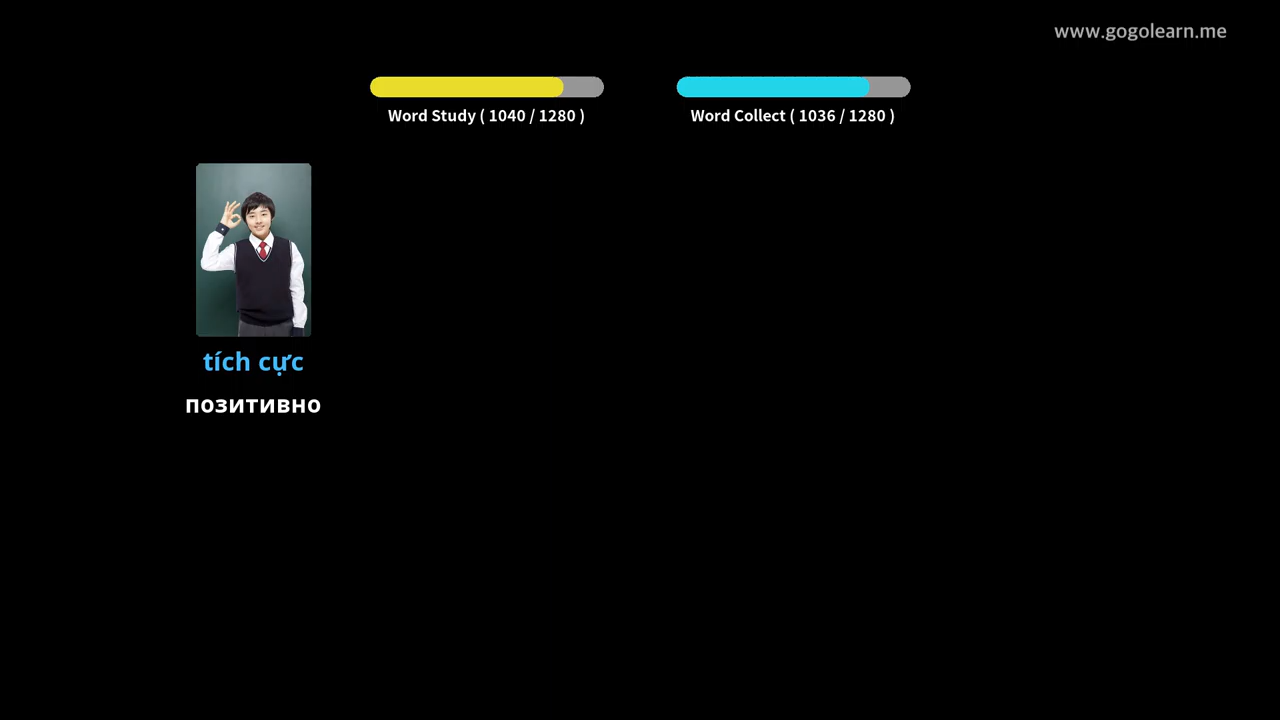 www.gogolearn.me
Word Study ( 1040 / 1280 )
Word Collect ( 1036 / 1280 )
tích cực
позитивно